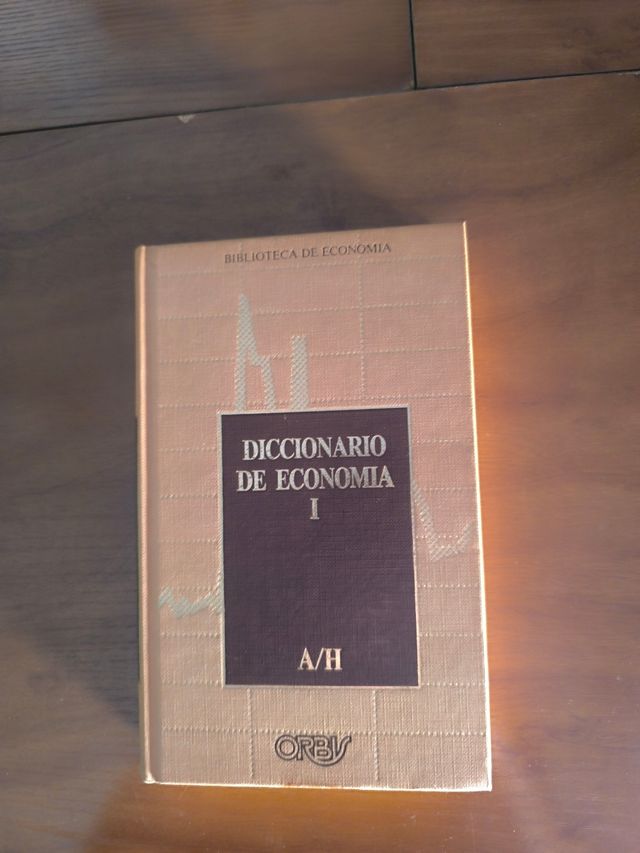 BIBLIOTECA DE ECONOMIA
DICCIONARIO
DE ECONOMIA
I
A/H
ORBIS